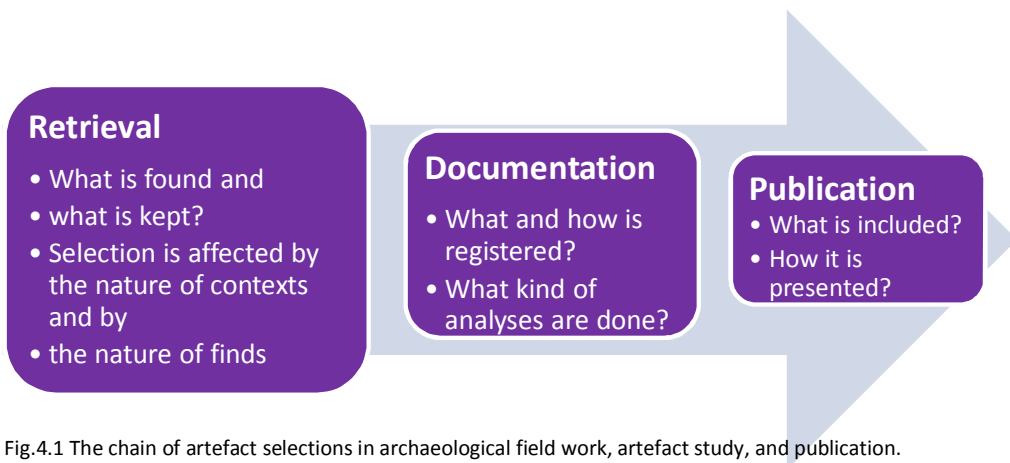 Retrieval
• What is found and
• what is kept?
• Selection is affected by
the nature of contexts
and by
• the nature of finds
Documentation
• What and how is
registered?
• What kind of
analyses are done?
Publication
• What is included?
• How it is
presented?
Fig.4.1 The chain of artefact selections in archaeological field work, artefact study, and publication.